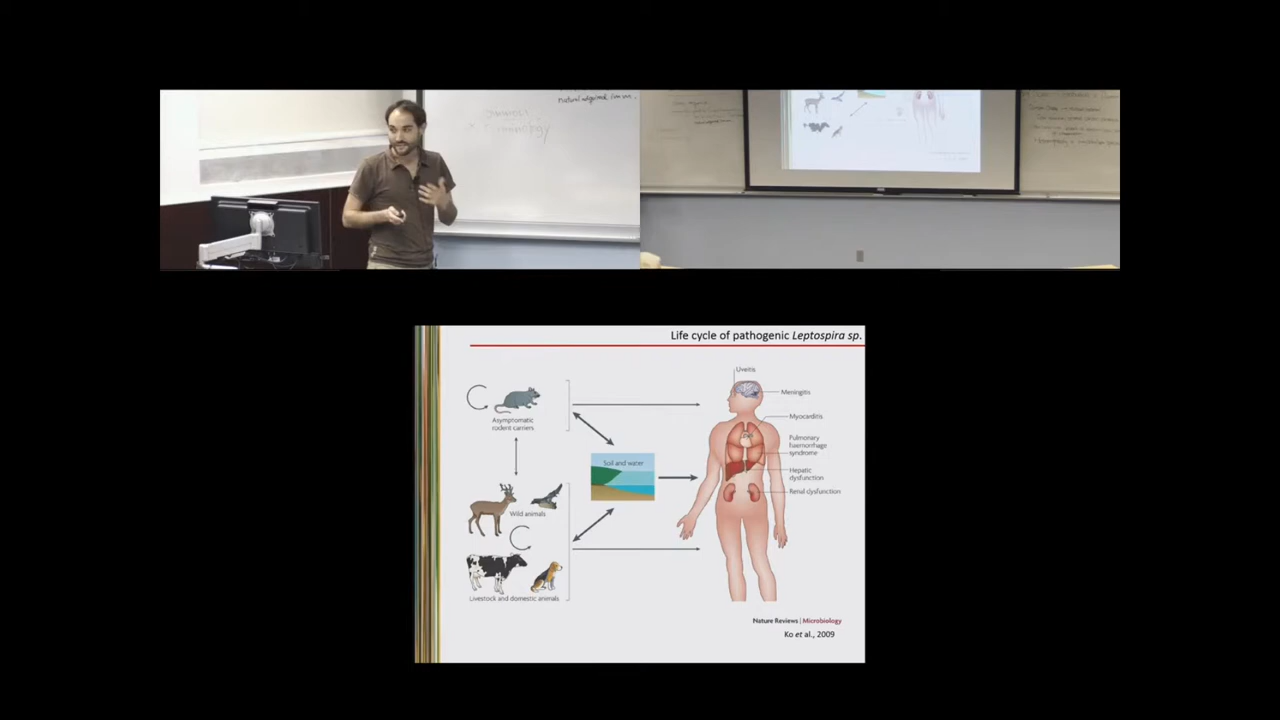 Life cycle of pathogenic Leptospira sp.
Uveitis
Meningitis
Myocarditis
Pulmonary
haemorrhage
syndrome
Hepatic
dysfunction
Renal dysfunction
Asymptomatic
rodent carriers
Soil and water
Wild animals
Livestock and domestic animals
Nature Reviews | Microbiology
Ko et al., 2009